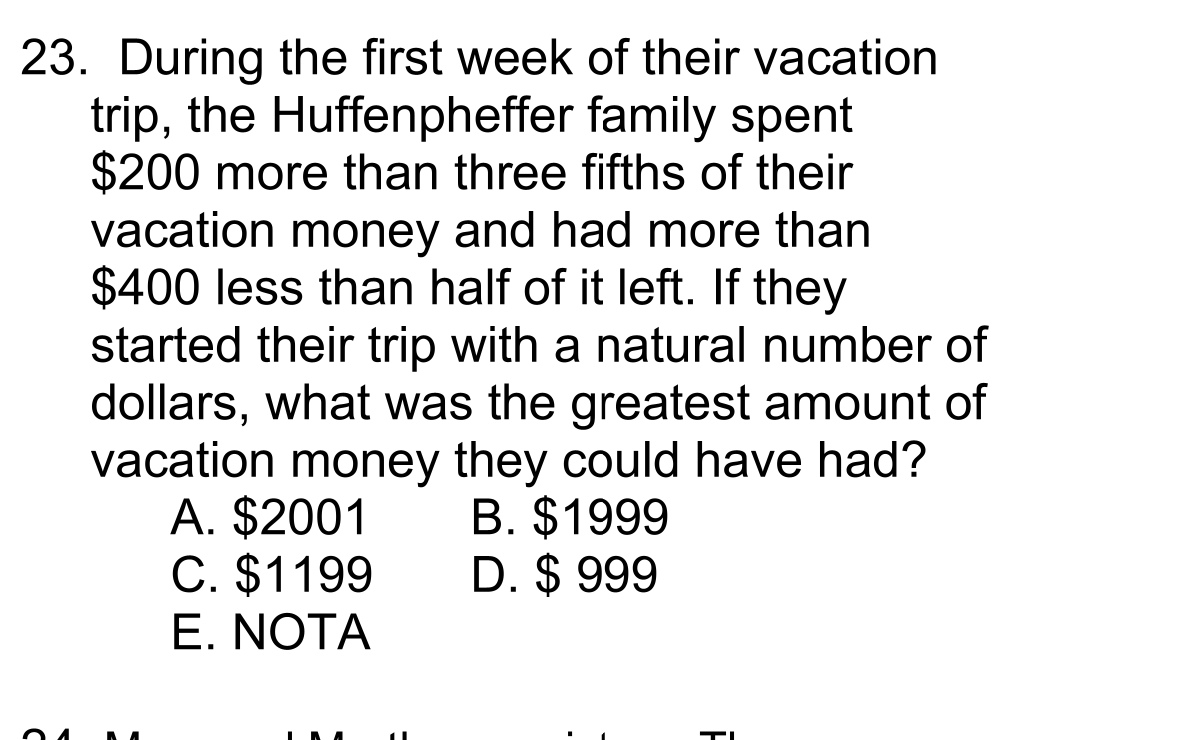 23. During the first week of their vacation
trip, the Huffenpheffer family spent
$200 more than three fifths of their
vacation money and had more than
$400 less than half of it left. If they
started their trip with a natural number of
dollars, what was the greatest amount of
vacation money they could have had?
A. $2001 B. $1999
C. $1199 D. $ 999
E. NOTA